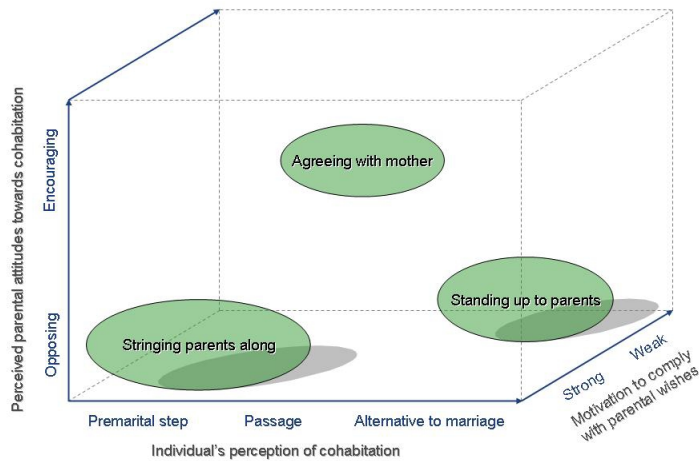 Perceived parental attitudes towards cohabitation
Encouraging
Opposing
Agreeing with mother
Standing up to parents
Stringing parents along
Premarital step
Passage
Alternative to marriage
Individual's perception of cohabitation
Strong
Weak
Motivation to comply
with parental wishes